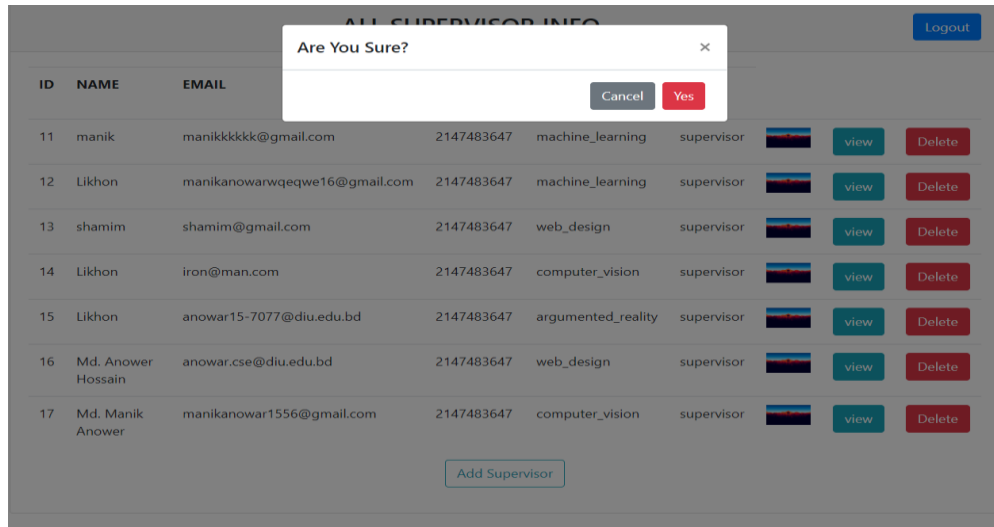 ALL SUPERVISOR INFO
Logout
Are You Sure?
×
Cancel Yes
ID NAME EMAIL
11 manik manikkkkkk@gmail.com 2147483647 machine_learning supervisor view Delete
12 Likhon manikanowarwqeqwe16@gmail.com 2147483647 machine_learning supervisor view Delete
13 shamim shamim@gmail.com 2147483647 web_design supervisor view Delete
14 Likhon iron@man.com 2147483647 computer_vision supervisor view Delete
15 Likhon anowar15-7077@diu.edu.bd 2147483647 argumented_reality supervisor view Delete
16 Md. Anower anowar.cse@diu.edu.bd 2147483647 web_design supervisor view Delete
Hossain
17 Md. Manik manikanowar1556@gmail.com 2147483647 computer_vision supervisor view Delete
Anower
Add Supervisor